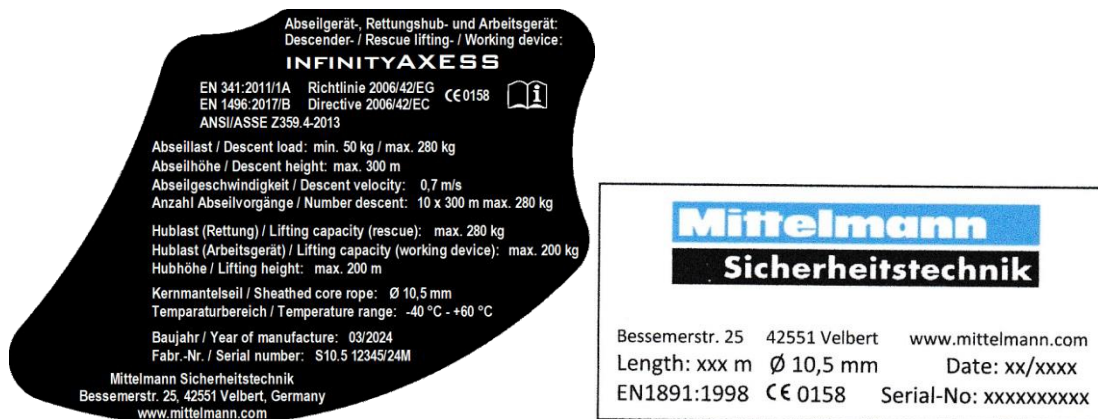 Abseilgerät-, Rettungshub- und Arbeitsgerät:
Descender- / Rescue lifting- / Working device:
INFINITYAXESS
EN 341:2011/1A Richtlinie 2006/42/EG CE 0158
EN 1496:2017/B Directive 2006/42/EC
ANSI/ASSE Z359.4-2013
Abseillast / Descent load: min. 50 kg / max. 280 kg
Abseilhöhe / Descent height: max. 300 m
Abseilgeschwindigkeit / Descent velocity: 0,7 m/s
Anzahl Abseilvorgänge / Number descent: 10 x 300 m max. 280 kg
Hublast (Rettung) / Lifting capacity (rescue): max. 280 kg
Hublast (Arbeitsgerät) / Lifting capacity (working device): max. 200 kg
Hubhöhe / Lifting height: max. 200 m
Kernmantelseil / Sheathed core rope: Ø 10,5 mm
Temparaturbereich / Temperature range: -40 °C - +60 °C
Baujahr / Year of manufacture: 03/2024
Fabr.-Nr. / Serial number: S10.5 12345/24M
Mittelmann Sicherheitstechnik
Bessemerstr. 25, 42551 Velbert, Germany
www.mittelmann.com
Mittelmann
Sicherheitstechnik
Bessemerstr. 25 42551 Velbert www.mittelmann.com
Length: xxx m Ø 10,5 mm Date: xx/xxxx
EN1891:1998 CE 0158 Serial-No: xxxxxxxxxx